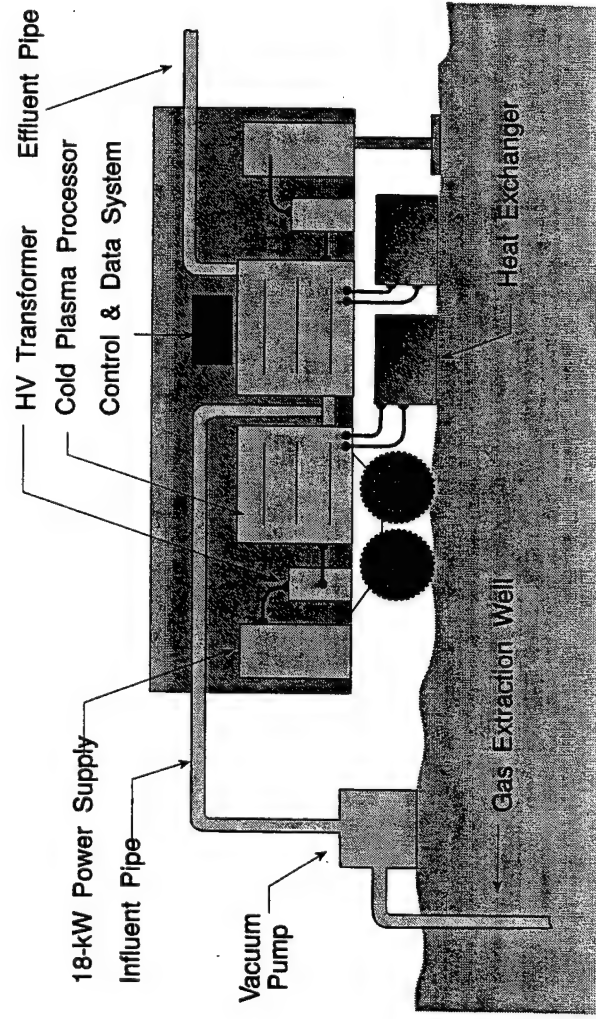 HV Transformer
Effluent Pipe
Cold Plasma Processor
Control & Data System
18-kW Power Supply
Influent Pipe
Vacuum
Pump
Gas Extraction Well
Heat Exchanger